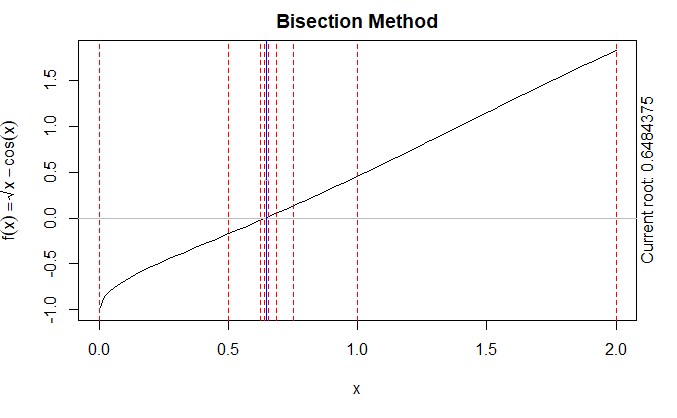 Bisection Method
f(x) = √x − cos(x)
1.5
1.0
0.5
0.0
-0.5
-1.0
0.0 0.5 1.0 1.5 2.0
x
Current root: 0.6484375